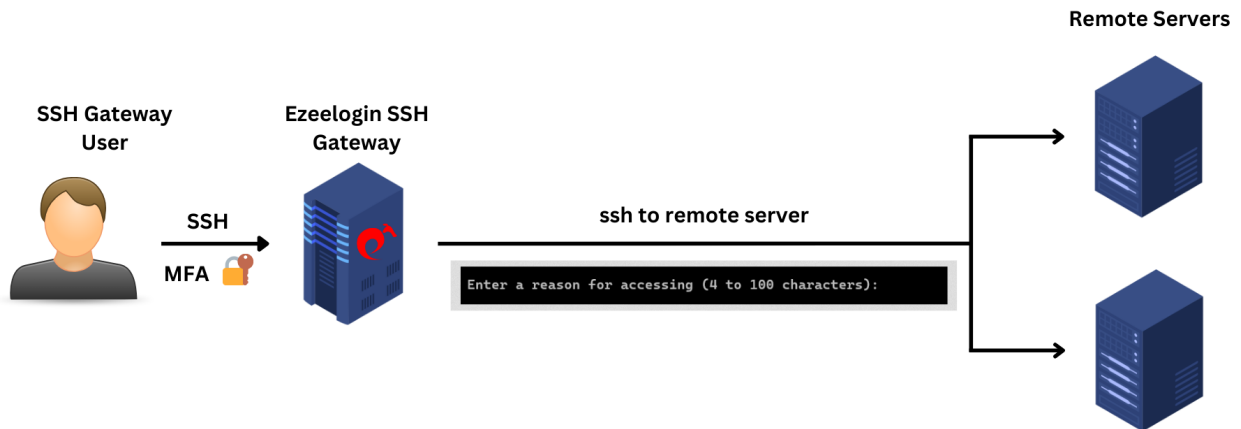 Remote Servers
SSH Gateway
User
Ezeelogin SSH
Gateway
SSH
MFA
ssh to remote server
Enter a reason for accessing (4 to 100 characters):